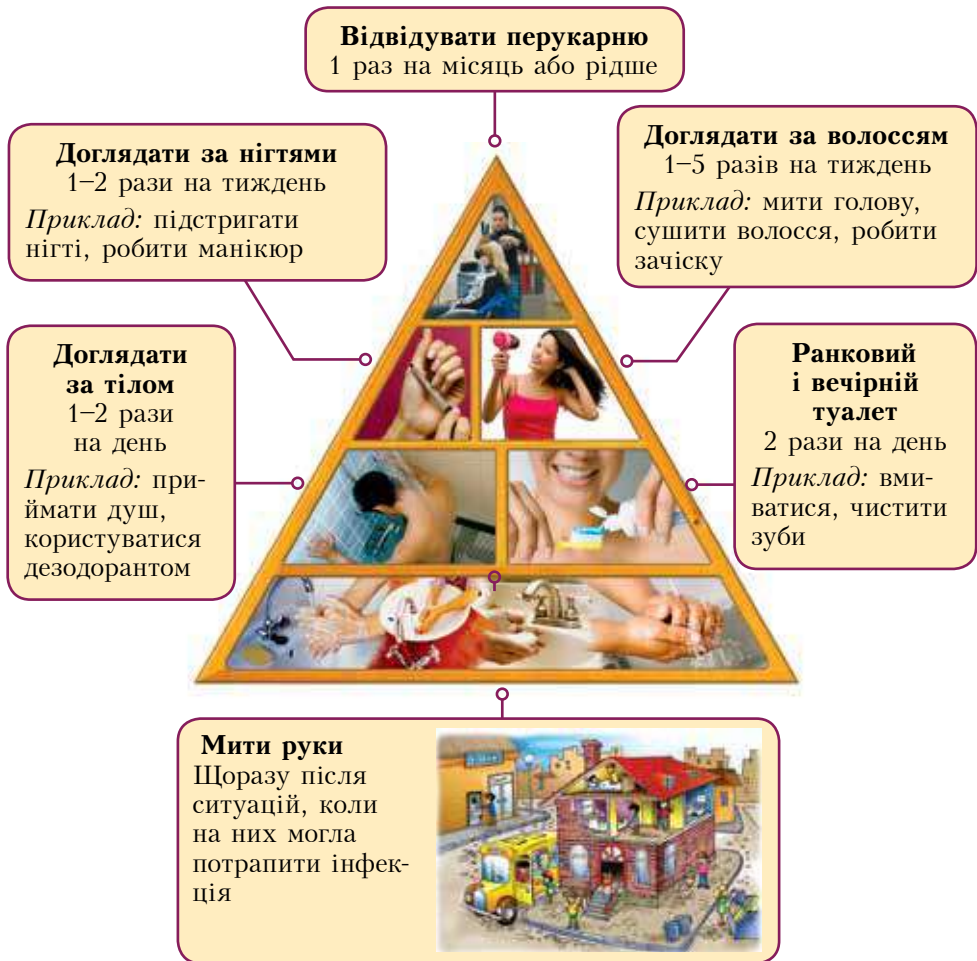 Відвідувати перукарню
1 раз на місяць або рідше
Доглядати за нігтями
1–2 рази на тиждень
Приклад: підстригати
нігті, робити манікюр
Доглядати за волоссям
1–5 разів на тиждень
Приклад: мити голову,
сушити волосся, робити
зачіску
Доглядати
за тілом
1–2 рази
на день
Приклад: при-
ймати душ,
користуватися
дезодорантом
Ранковий
і вечірній
туалет
2 рази на день
Приклад: вми-
ватися, чистити
зуби
Мити руки
Щоразу після
ситуацій, коли
на них могла
потрапити інфек-
ція